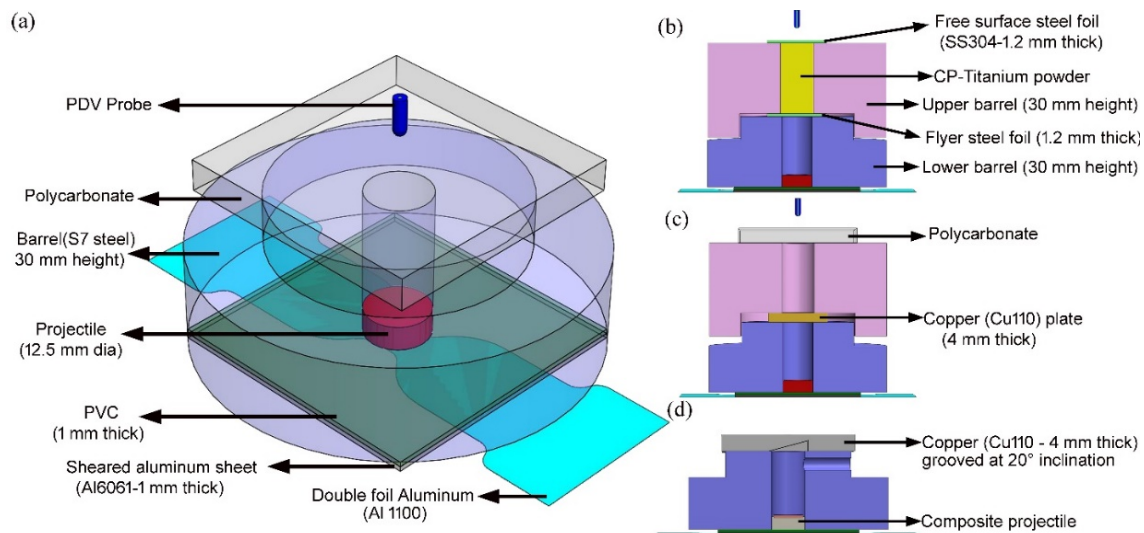 (a)
PDV Probe
Polycarbonate
Barrel(S7 steel)
30 mm height)
Projectile
(12.5 mm dia)
PVC
(1 mm thick)
Sheared aluminum sheet
(Al6061-1 mm thick)
Double foil Aluminum
(Al 1100)
(b)
Free surface steel foil
(SS304-1.2 mm thick)
CP-Titanium powder
Upper barrel (30 mm height)
Flyer steel foil (1.2 mm thick)
Lower barrel (30 mm height)
(c)
Polycarbonate
Copper (Cu110) plate
(4 mm thick)
(d)
Copper (Cu110 - 4 mm thick)
grooved at 20° inclination
Composite projectile